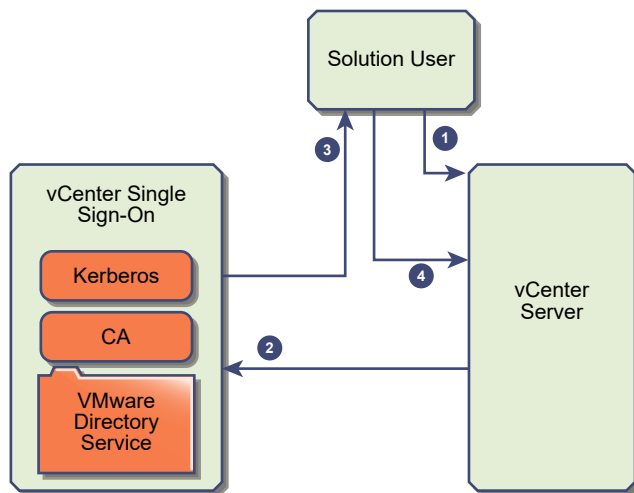 Solution User
1
3
vCenter Single
Sign-On
Kerberos
4
vCenter
Server
CA
2
VMware
Directory
Service